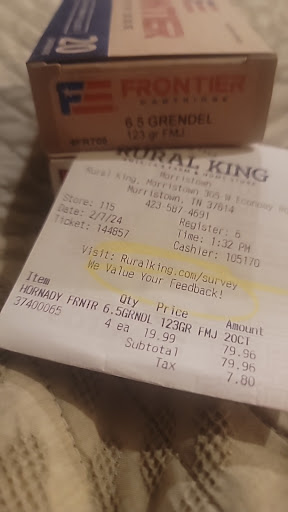 20
FRONTIER
CARTRIDGE
6.5 GRENDEL
123 gr FMJ
#FR700
RURAL KING
Morristown
Rural King, Morristown 365 W Economy
Morristown, TN 37814
423-587-4691
Store: 115
Register: 6
Date: 2/7/24
Time: 1:32 PM
Ticket: 144857
Cashier: 105170
Visit: Ruralking.com/survey
We Value Your Feedback!
Item Qty Price Amount
HORNADY FRNTR 6.5GRNDL 123GR FMJ 20CT
37400065 4 ea 19.99 79.96
Subtotal 79.96
Tax 7.80